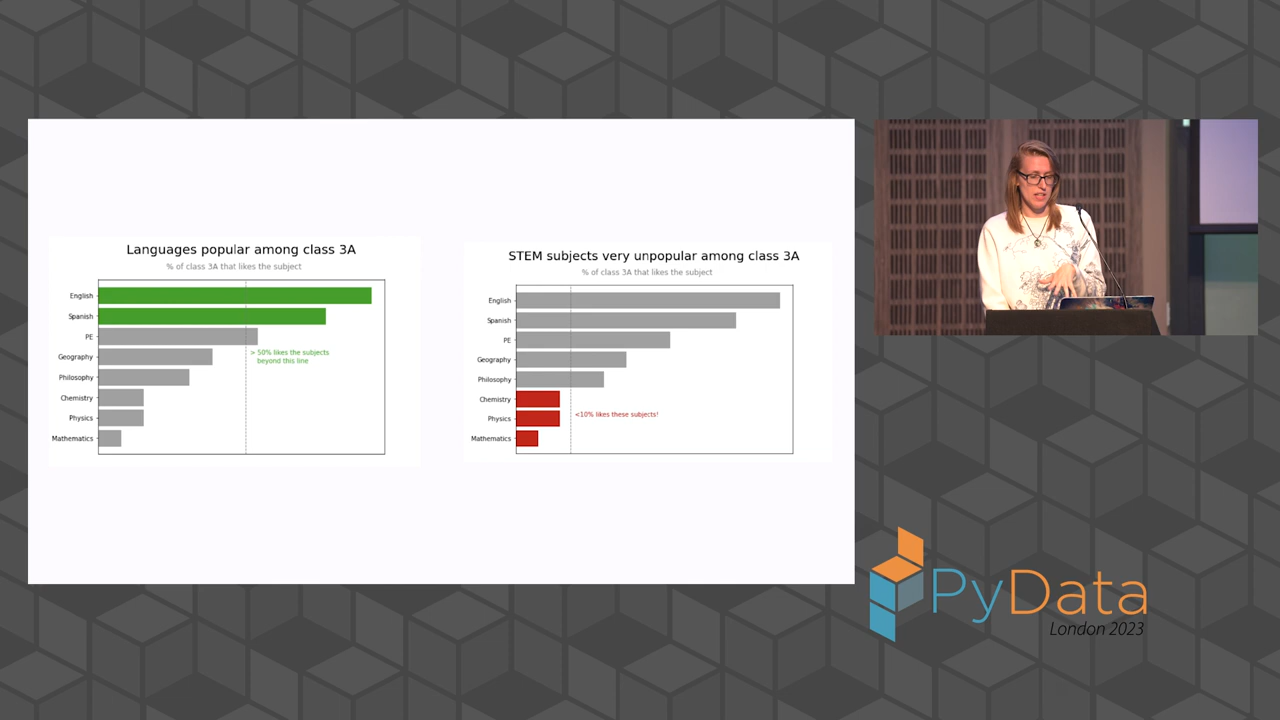 Languages popular among class 3A
% of class 3A that likes the subject
English
Spanish
PE
> 50% likes the subjects
beyond this line
Geography
Philosophy
Chemistry
Physics
Mathematics
STEM subjects very unpopular among class 3A
% of class 3A that likes the subject
English
Spanish
PE
Geography
Philosophy
Chemistry
<10% likes these subjects!
Physics
Mathematics
PyData
London 2023